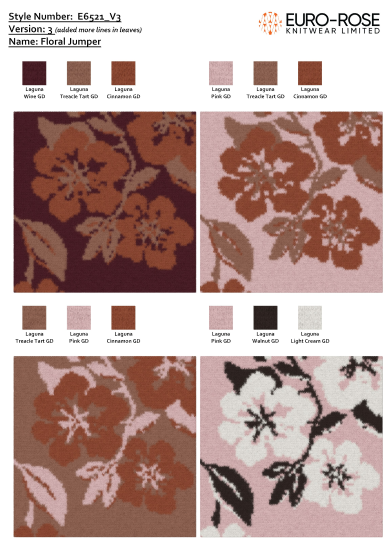 Style Number:  E6521_V3
Version: 3 (added more lines in leaves)
Name: Floral Jumper
EURO-ROSE
KNITWEAR LIMITED
Laguna Wine GD
Laguna Treacle Tart GD
Laguna Cinnamon GD
Laguna Pink GD
Laguna Treacle Tart GD
Laguna Cinnamon GD
Laguna Treacle Tart GD
Laguna Pink GD
Laguna Cinnamon GD
Laguna Pink GD
Laguna Walnut GD
Laguna Light Cream GD